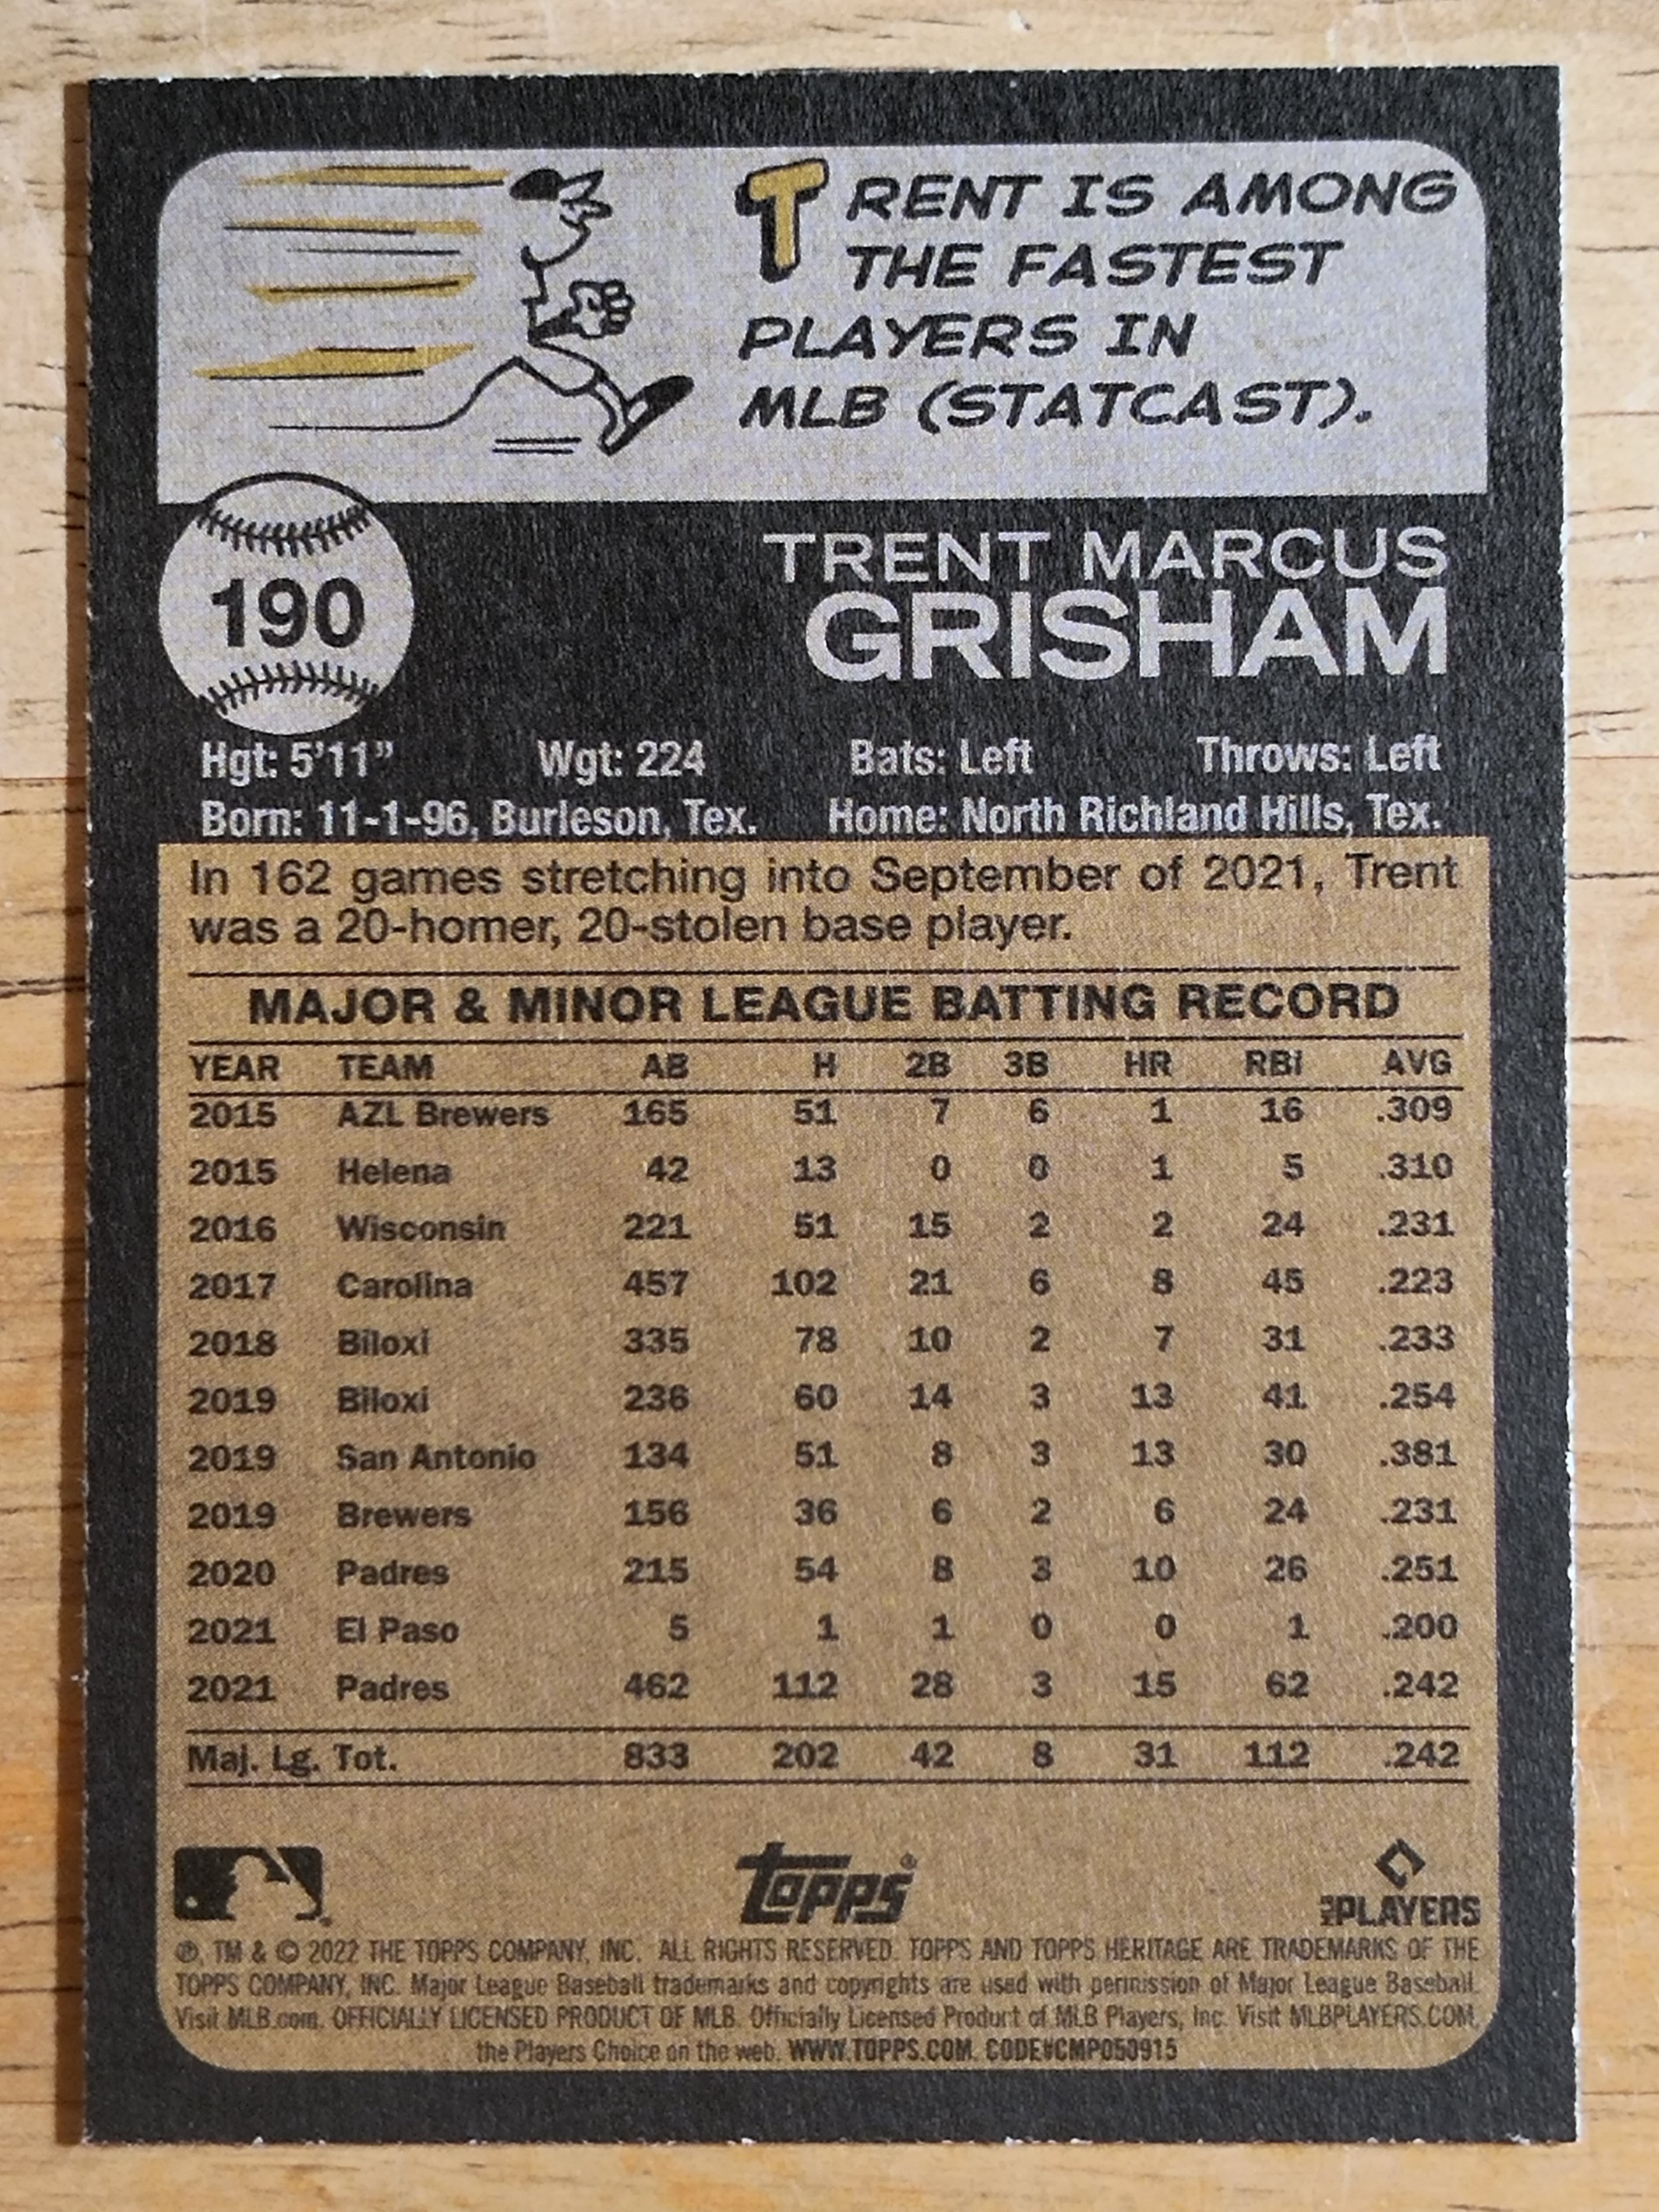 TRENT IS AMONG
THE FASTEST
PLAYERS IN
MLB (STATCAST).
190
TRENT MARCUS
GRISHAM
Hgt: 5'11” Wgt: 224 Bats: Left Throws: Left
Born: 11-1-96, Burleson, Tex. Home: North Richland Hills, Tex.
In 162 games stretching into September of 2021, Trent
was a 20-homer, 20-stolen base player.
MAJOR & MINOR LEAGUE BATTING RECORD
YEAR TEAM AB H 2B 3B HR RBI AVG
2015 AZL Brewers 165 51 7 6 1 16 .309
2015 Helena 42 13 0 0 1 5 .310
2016 Wisconsin 221 51 15 2 2 24 .231
2017 Carolina 457 102 21 6 8 45 .223
2018 Biloxi 335 78 10 2 7 31 .233
2019 Biloxi 236 60 14 3 13 41 .254
2019 San Antonio 134 51 8 3 13 30 .381
2019 Brewers 156 36 6 2 6 24 .231
2020 Padres 215 54 8 3 10 26 .251
2021 El Paso 5 1 1 0 0 1 .200
2021 Padres 462 112 28 3 15 62 .242
Maj. Lg. Tot. 833 202 42 8 31 112 .242
topps®
PLAYERS
®, TM & © 2022 THE TOPPS COMPANY, INC. ALL RIGHTS RESERVED. TOPPS AND TOPPS HERITAGE ARE TRADEMARKS OF THE
TOPPS COMPANY, INC. Major League Baseball trademarks and copyrights are used with permission of Major League Baseball.
Visit MLB.com. OFFICIALLY LICENSED PRODUCT OF MLB. Officially Licensed Product of MLB Players, Inc. Visit MLBPLAYERS.COM,
the Players Choice on the web. WWW.TOPPS.COM. CODE#CMP050915